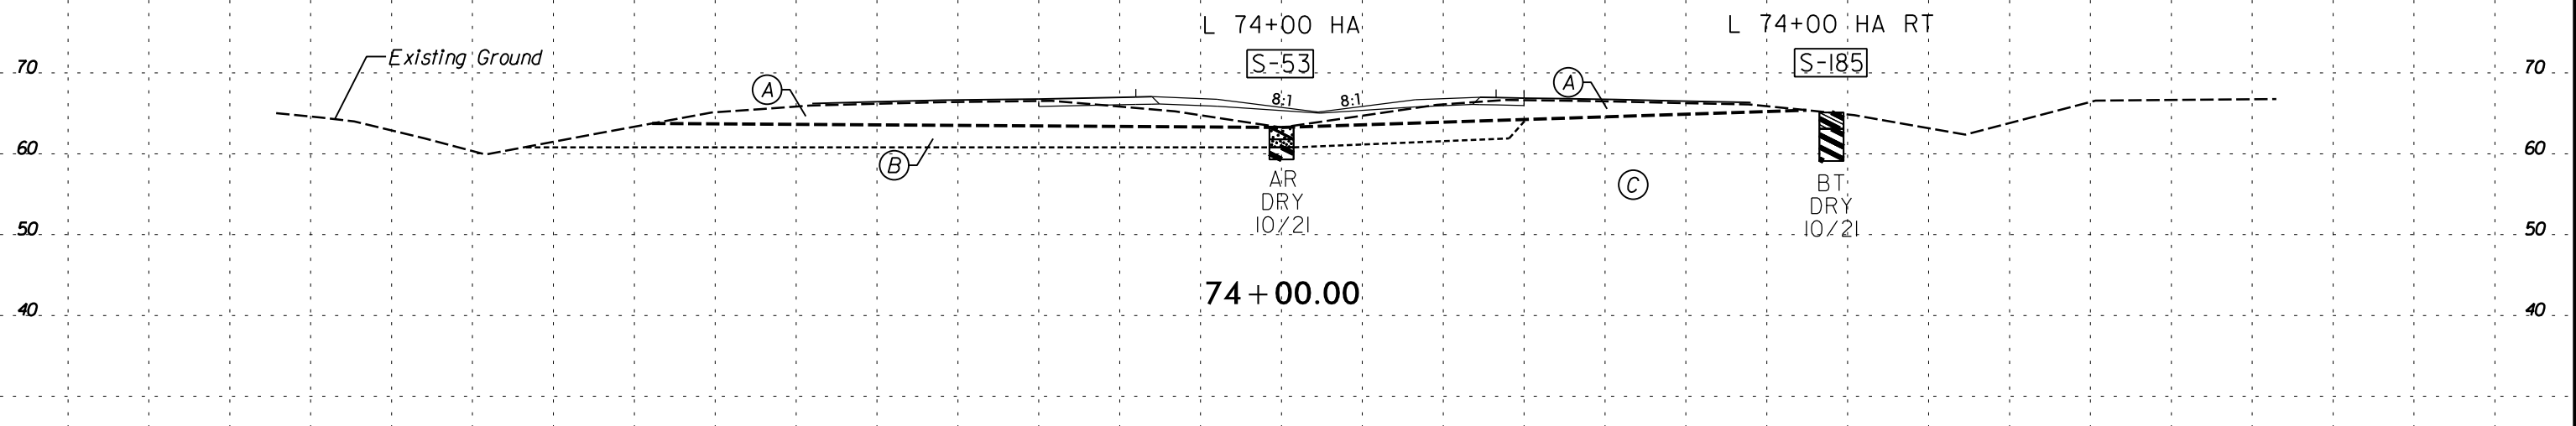 L 74+00 HA
L 74+00 HA RT
S-53
S-185
Existing Ground
70
70
A
8:1
8:1
A
60
60
B
AR
DRY
10/21
C
BT
DRY
10/21
50
50
74+00.00
40
40